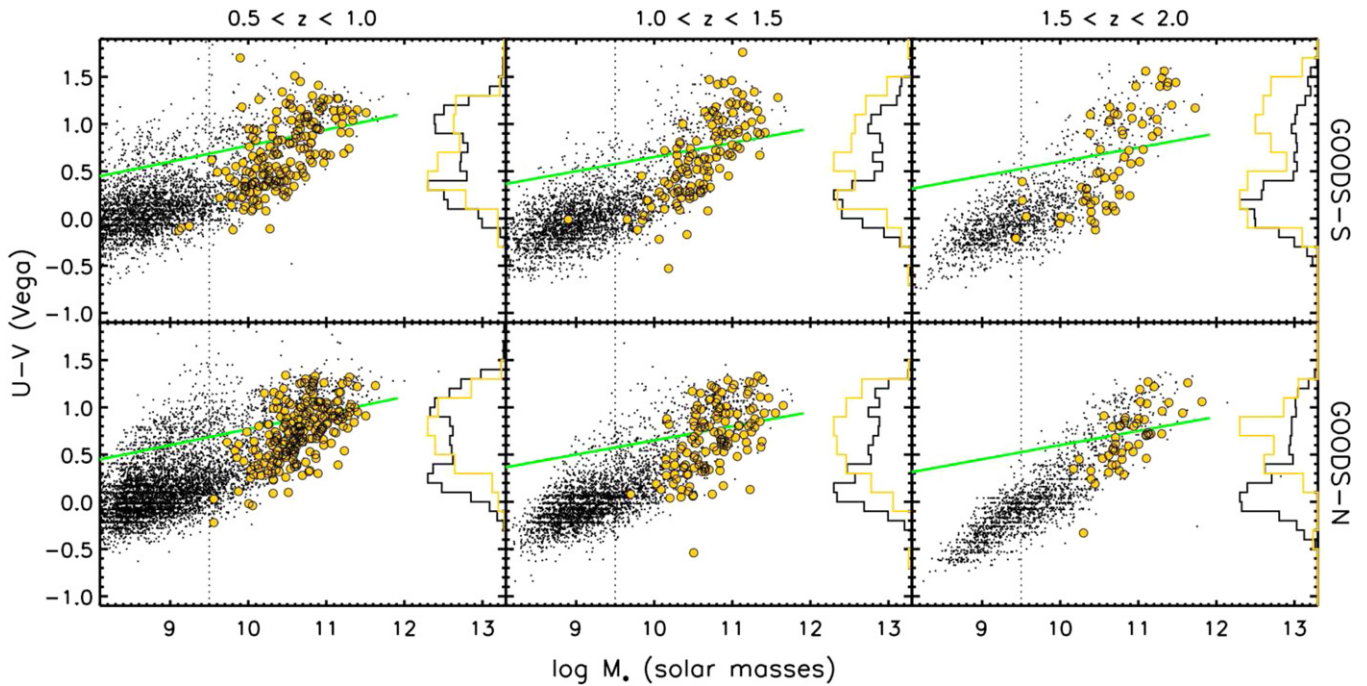 0.5 < z < 1.0 1.0 < z < 1.5 1.5 < z < 2.0
1.5
1.0
0.5
0.0
-0.5
-1.0
GOODS-S
1.5
1.0
0.5
0.0
-0.5
-1.0
GOODS-N
U-V (Vega)
9 10 11 12 13 9 10 11 12 13 9 10 11 12 13
log M* (solar masses)